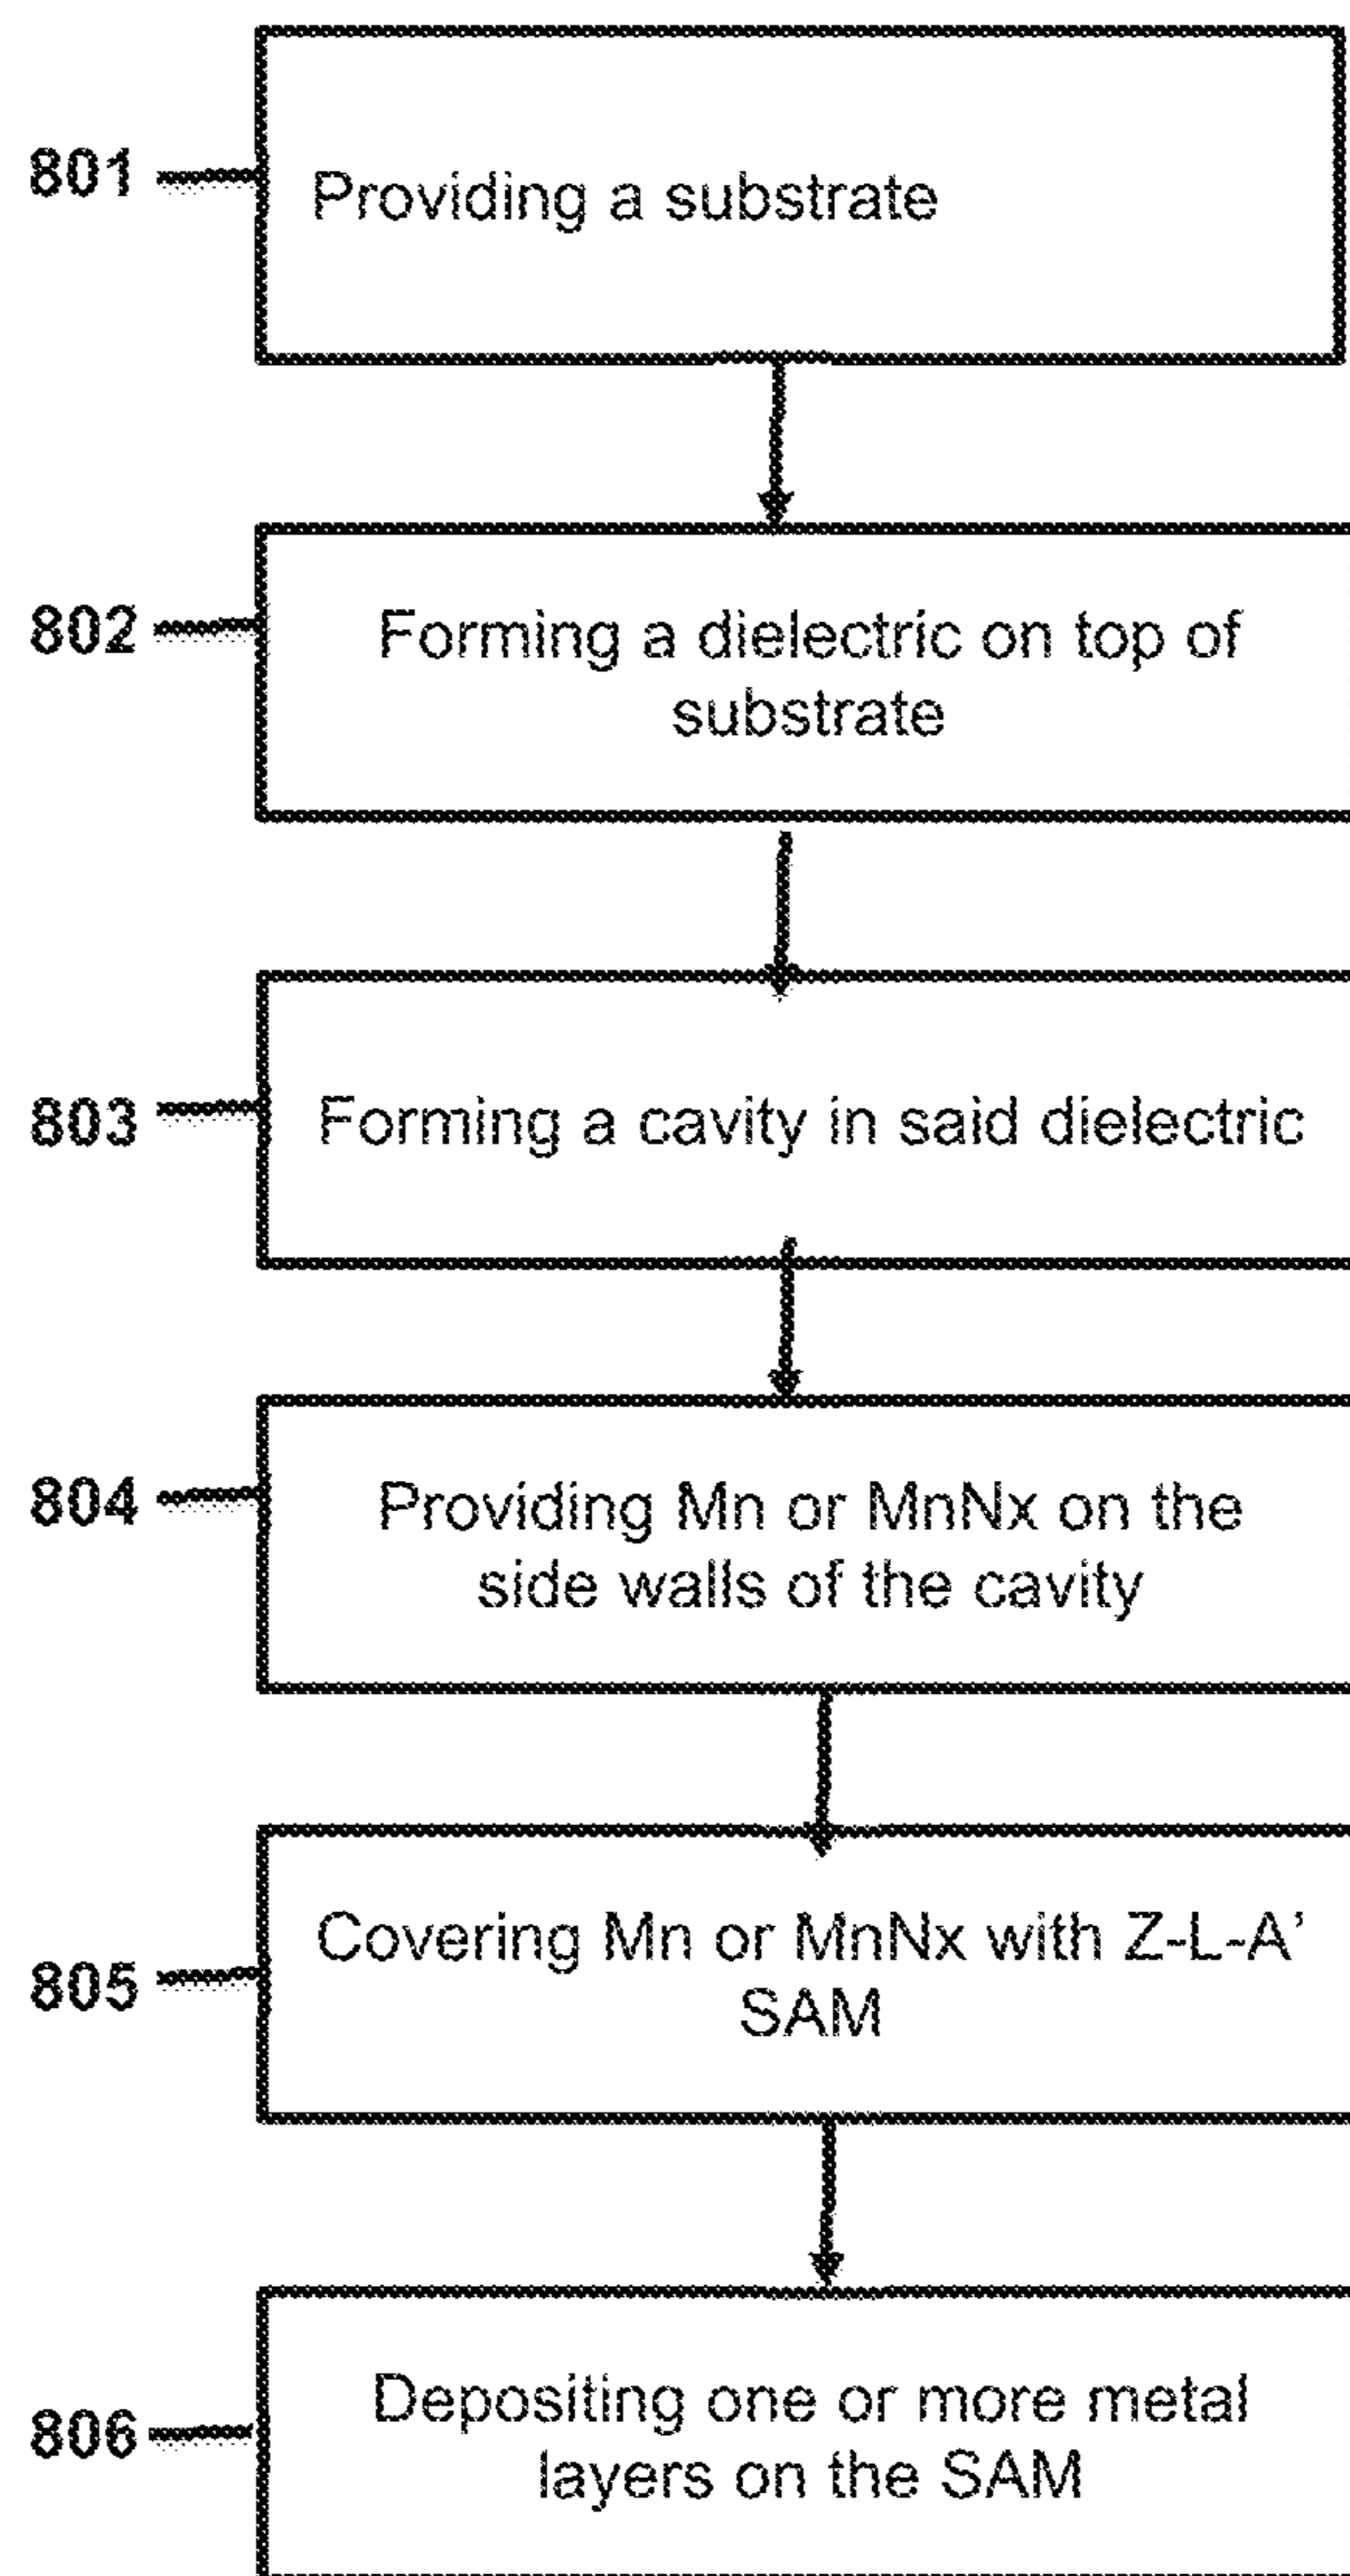 801
Providing a substrate
802
Forming a dielectric on top of
substrate
803
Forming a cavity in said dielectric
804
Providing Mn or MnNx on the
side walls of the cavity
805
Covering Mn or MnNx with Z-L-A’
SAM
806
Depositing one or more metal
layers on the SAM